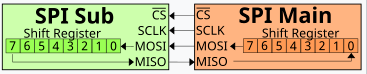 SPI Sub
Shift Register
7 6 5 4 3 2 1 0
CS
SCLK
MOSI
MISO
SPI Main
CS
Shift Register
SCLK
MOSI
7 6 5 4 3 2 1 0
MISO